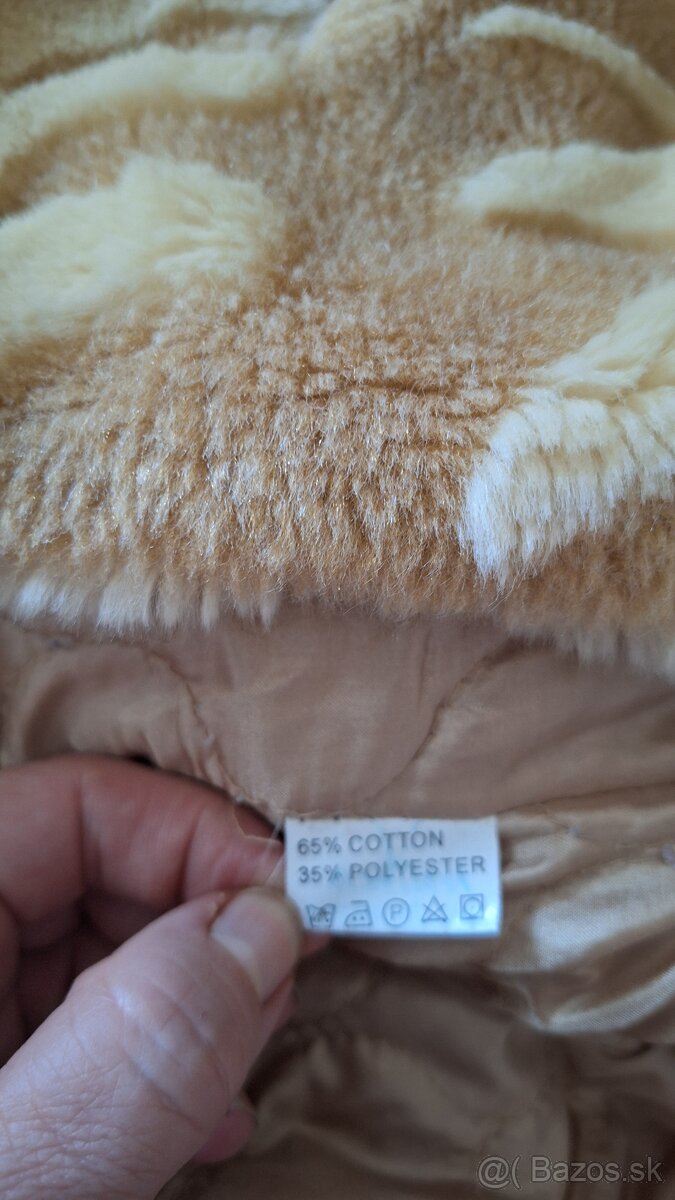 65% COTTON
35% POLYESTER
P
@( Bazos.sk